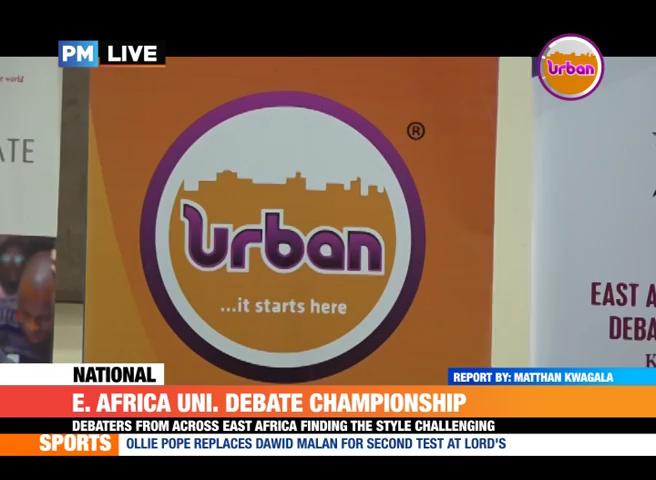 PM LIVE
Urban
r world
ATE
®
Urban
...it starts here
EAST A
DEBA
K
NATIONAL
REPORT BY: MATTHAN KWAGALA
E. AFRICA UNI. DEBATE CHAMPIONSHIP
DEBATERS FROM ACROSS EAST AFRICA FINDING THE STYLE CHALLENGING
SPORTS
OLLIE POPE REPLACES DAWID MALAN FOR SECOND TEST AT LORD'S